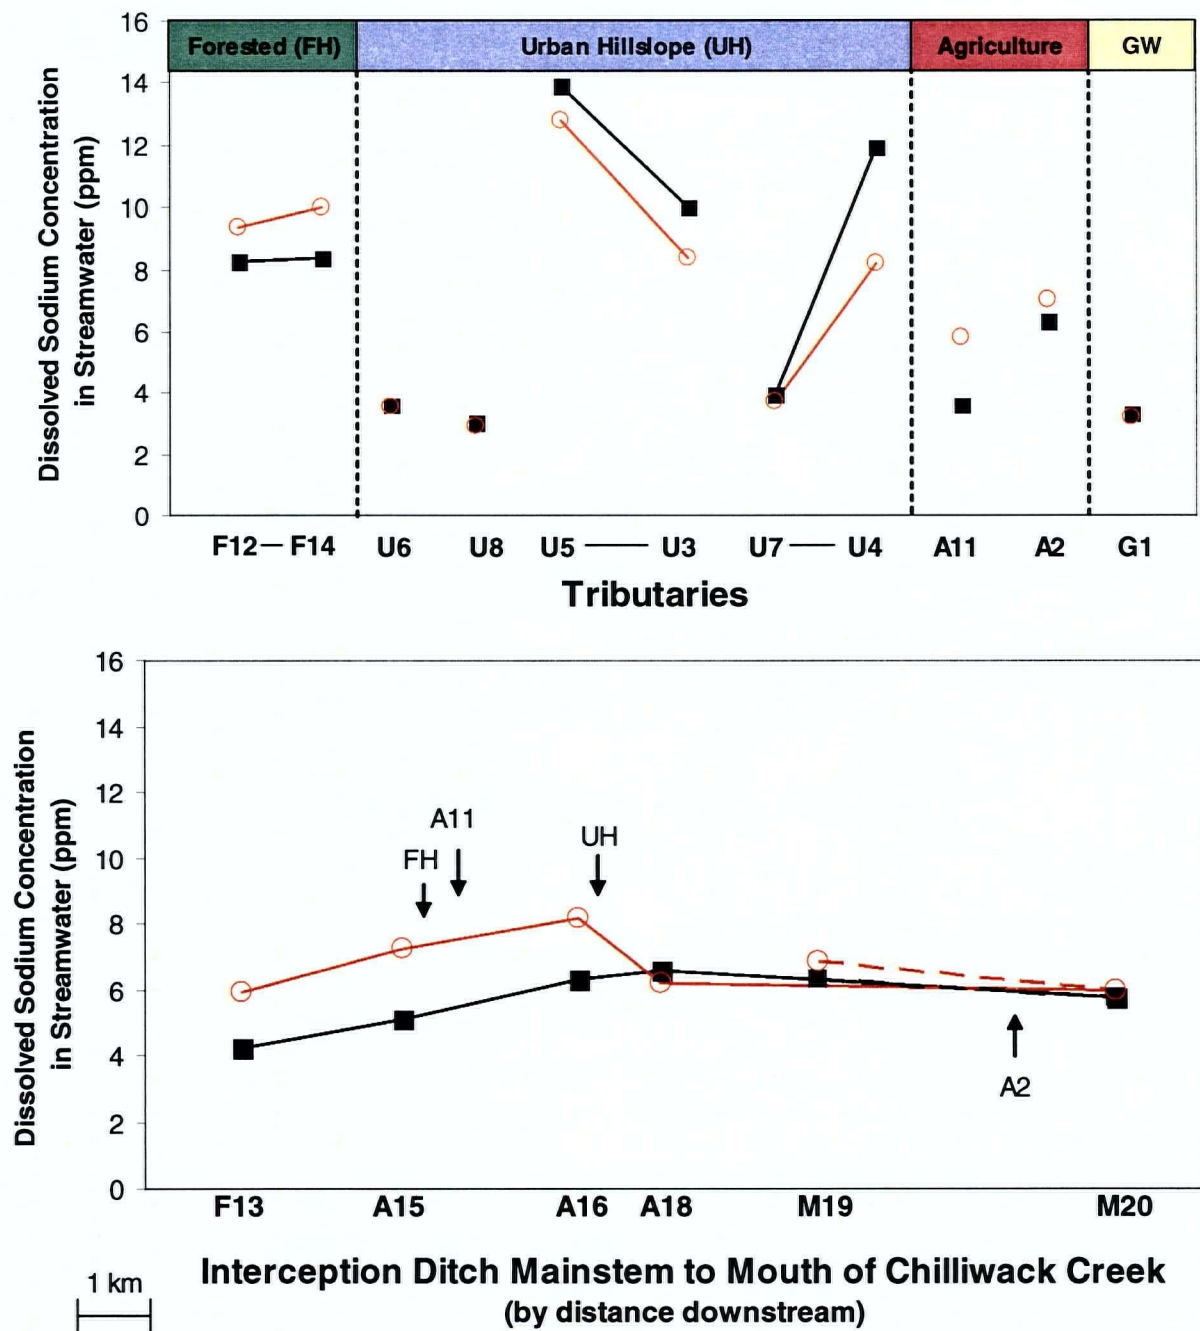 16
Forested (FH) Urban Hillslope (UH) Agriculture GW
14
12
10
8
6
4
2
0
Dissolved Sodium Concentration
in Streamwater (ppm)
F12 — F14 U6 U8 U5 — U3 U7 — U4 A11 A2 G1
Tributaries
16
14
12
10
8
6
4
2
0
Dissolved Sodium Concentration
in Streamwater (ppm)
A11
FH
UH
A2
F13 A15 A16 A18 M19 M20
Interception Ditch Mainstem to Mouth of Chilliwack Creek
(by distance downstream)
1 km